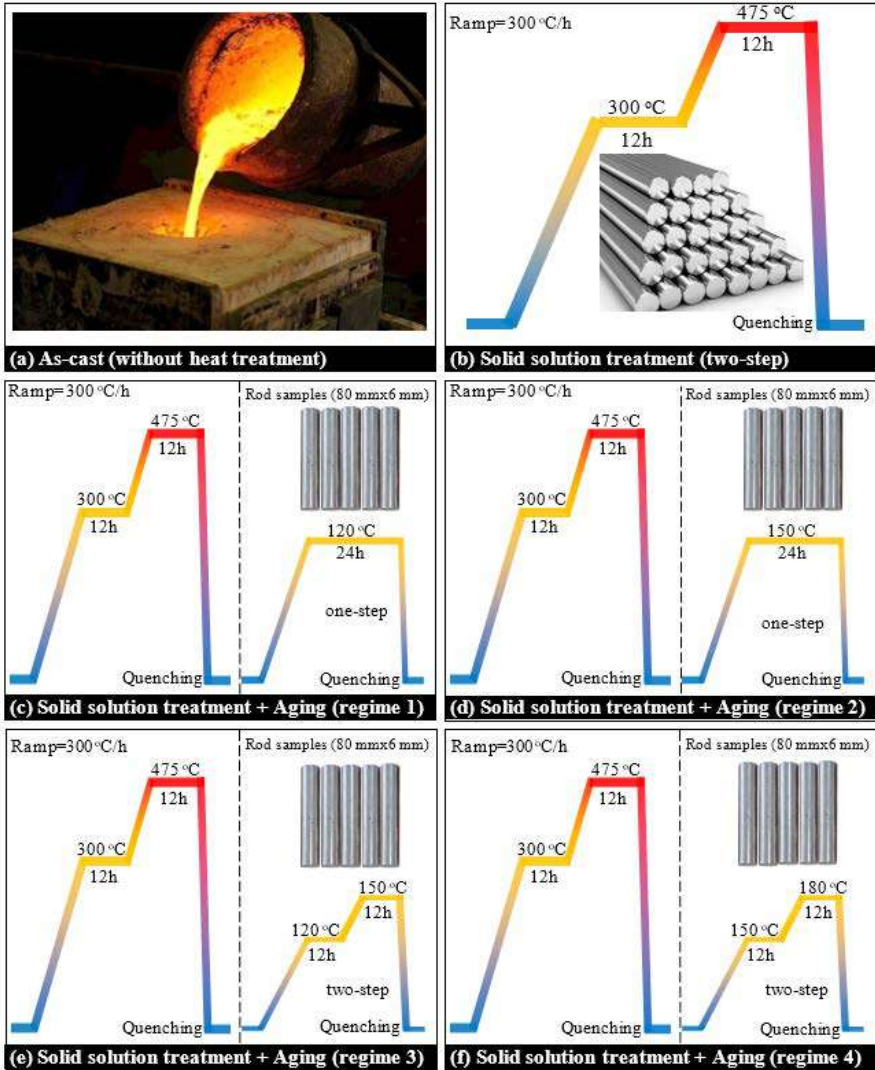 Ramp=300 °C/h
475 °C
12h
300 °C
12h
Quenching
(a) As-cast (without heat treatment)
(b) Solid solution treatment (two-step)
Ramp=300 °C/h
475 °C
12h
300 °C
12h
Quenching
Rod samples (80 mmx6 mm)
120 °C
24h
one-step
Quenching
(c) Solid solution treatment + Aging (regime 1)
Ramp=300 °C/h
475 °C
12h
300 °C
12h
Quenching
Rod samples (80 mmx6 mm)
150 °C
24h
one-step
Quenching
(d) Solid solution treatment + Aging (regime 2)
Ramp=300°C/h
475 °C
12h
300 °C
12h
Quenching
Rod samples (80 mmx6 mm)
150 °C
12h
120 °C
12h
two-step
Quenching
(e) Solid solution treatment + Aging (regime 3)
Ramp=300°C/h
475 °C
12h
300 °C
12h
Quenching
Rod samples (80 mmx6 mm)
180 °C
12h
150 °C
12h
two-step
Quenching
(f) Solid solution treatment + Aging (regime 4)